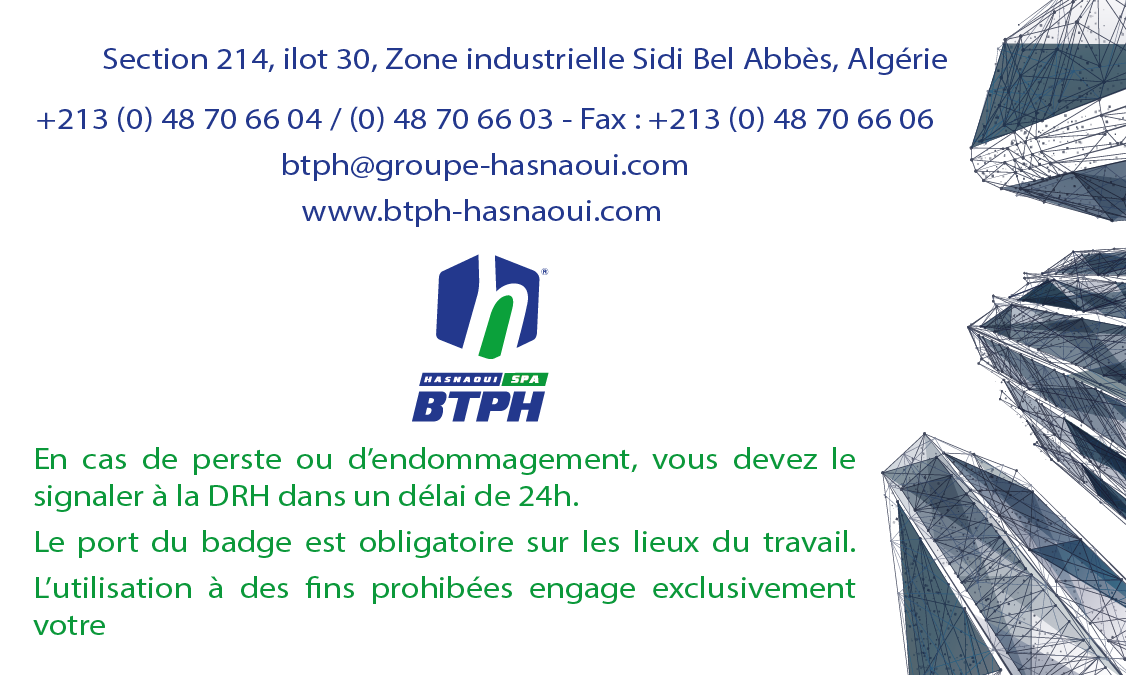 Section 214, ilot 30, Zone industrielle Sidi Bel Abbès, Algérie
+213 (0) 48 70 66 04 / (0) 48 70 66 03 - Fax : +213 (0) 48 70 66 06
btph@groupe-hasnaoui.com
www.btph-hasnaoui.com
h®
HASNAOUI SPA
BTPH
En cas de perste ou d’endommagement, vous devez le
signaler à la DRH dans un délai de 24h.
Le port du badge est obligatoire sur les lieux du travail.
L’utilisation à des fins prohibées engage exclusivement
votre